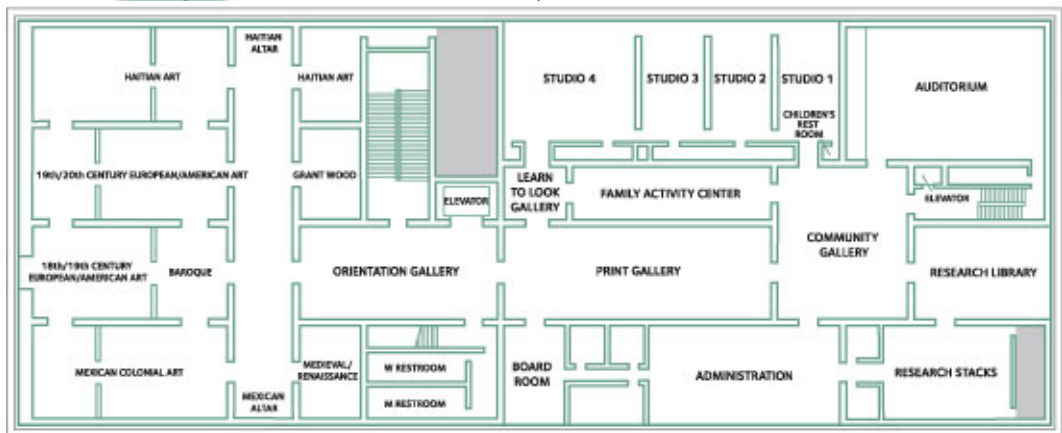 HAITIAN
ALTAR
HAITIAN ART
HAITIAN ART
STUDIO 4
STUDIO 3
STUDIO 2
STUDIO 1
AUDITORIUM
CHILDREN'S
REST
ROOM
19th/20th CENTURY EUROPEAN/AMERICAN ART
GRANT WOOD
ELEVATOR
LEARN
TO LOOK
GALLERY
FAMILY ACTIVITY CENTER
ELEVATOR
18th/19th CENTURY
EUROPEAN/AMERICAN ART
BAROQUE
ORIENTATION GALLERY
PRINT GALLERY
COMMUNITY
GALLERY
RESEARCH LIBRARY
MEXICAN COLONIAL ART
MEXICAN
ALTAR
MEDIEVAL/
RENAISSANCE
W RESTROOM
M RESTROOM
BOARD
ROOM
ADMINISTRATION
RESEARCH STACKS